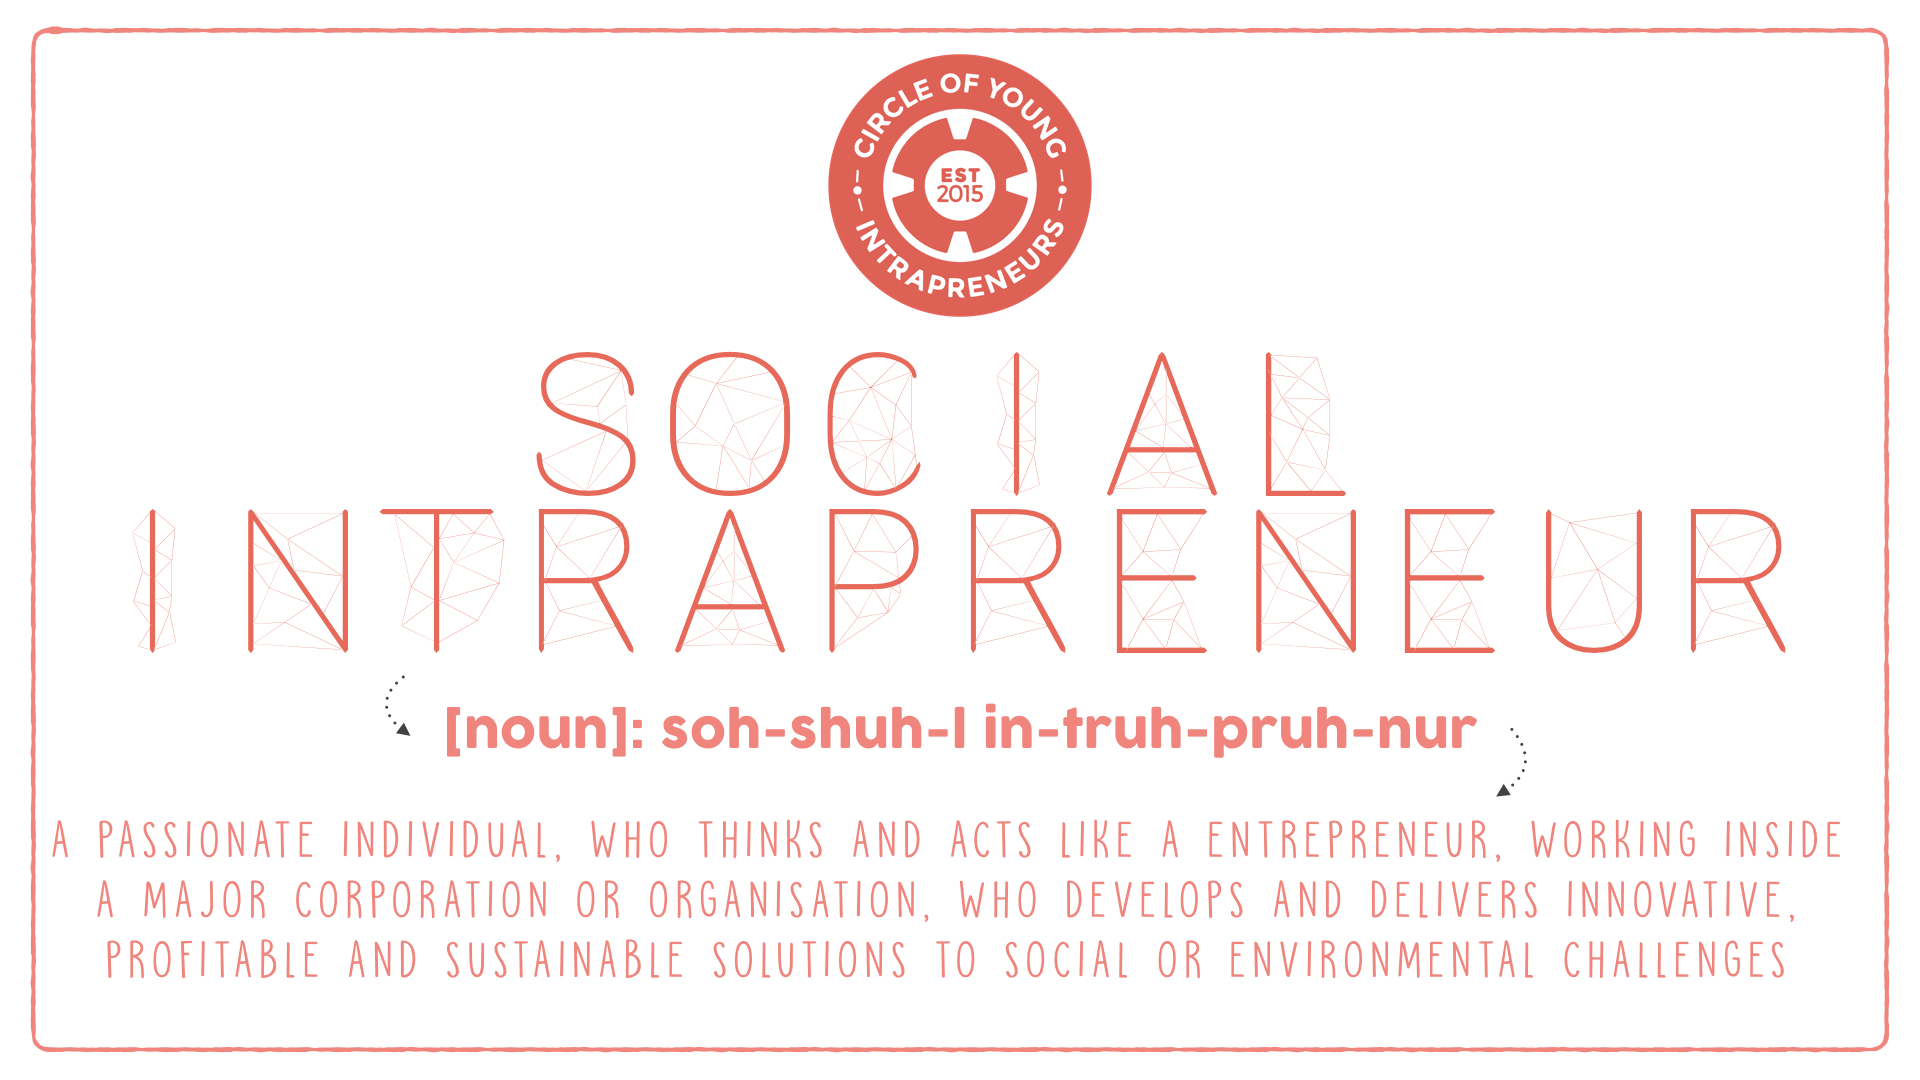 CIRCLE OF YOUNG
EST
2015
INTRAPRENEURS
SOCIAL
INTRAPRENEUR
[noun]: soh-shuh-l in-truh-pruh-nur
A PASSIONATE INDIVIDUAL, WHO THINKS AND ACTS LIKE A ENTREPRENEUR, WORKING INSIDE
A MAJOR CORPORATION OR ORGANISATION, WHO DEVELOPS AND DELIVERS INNOVATIVE,
PROFITABLE AND SUSTAINABLE SOLUTIONS TO SOCIAL OR ENVIRONMENTAL CHALLENGES